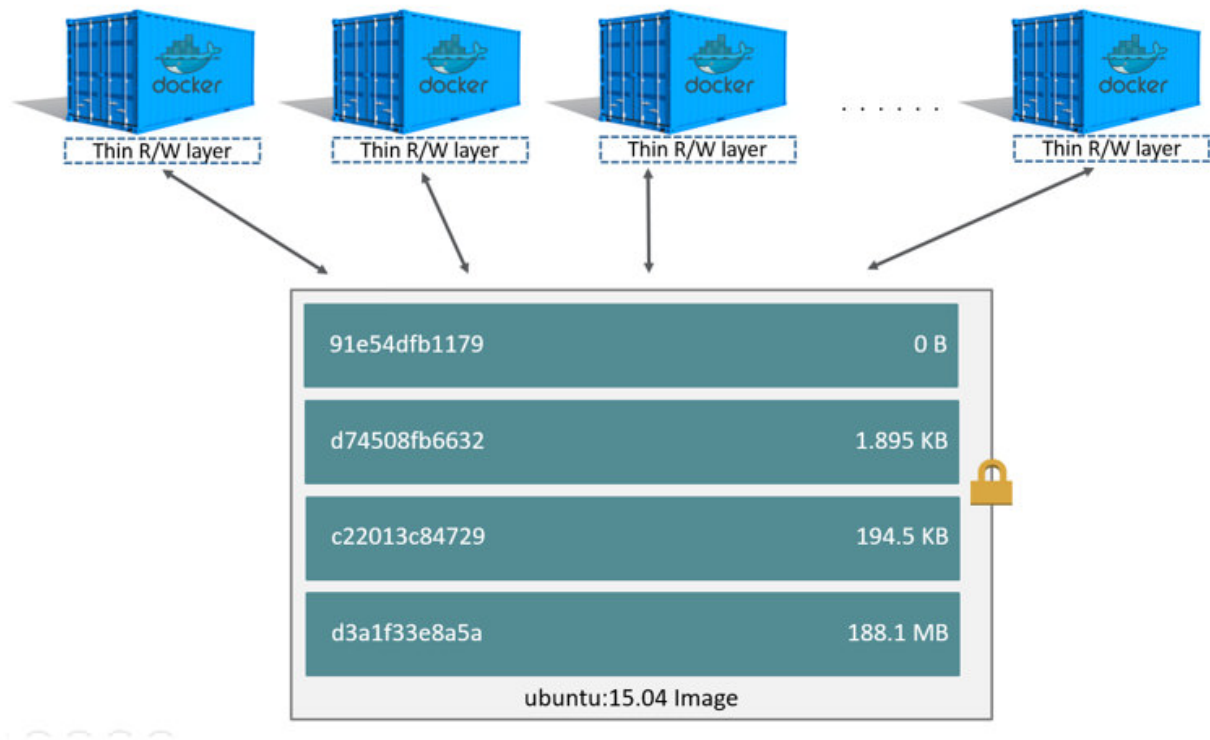 docker docker docker . . . . . . docker
Thin R/W layer Thin R/W layer Thin R/W layer Thin R/W layer
91e54dfb1179 0 B
d74508fb6632 1.895 KB
c22013c84729 194.5 KB
d3a1f33e8a5a 188.1 MB
ubuntu:15.04 Image